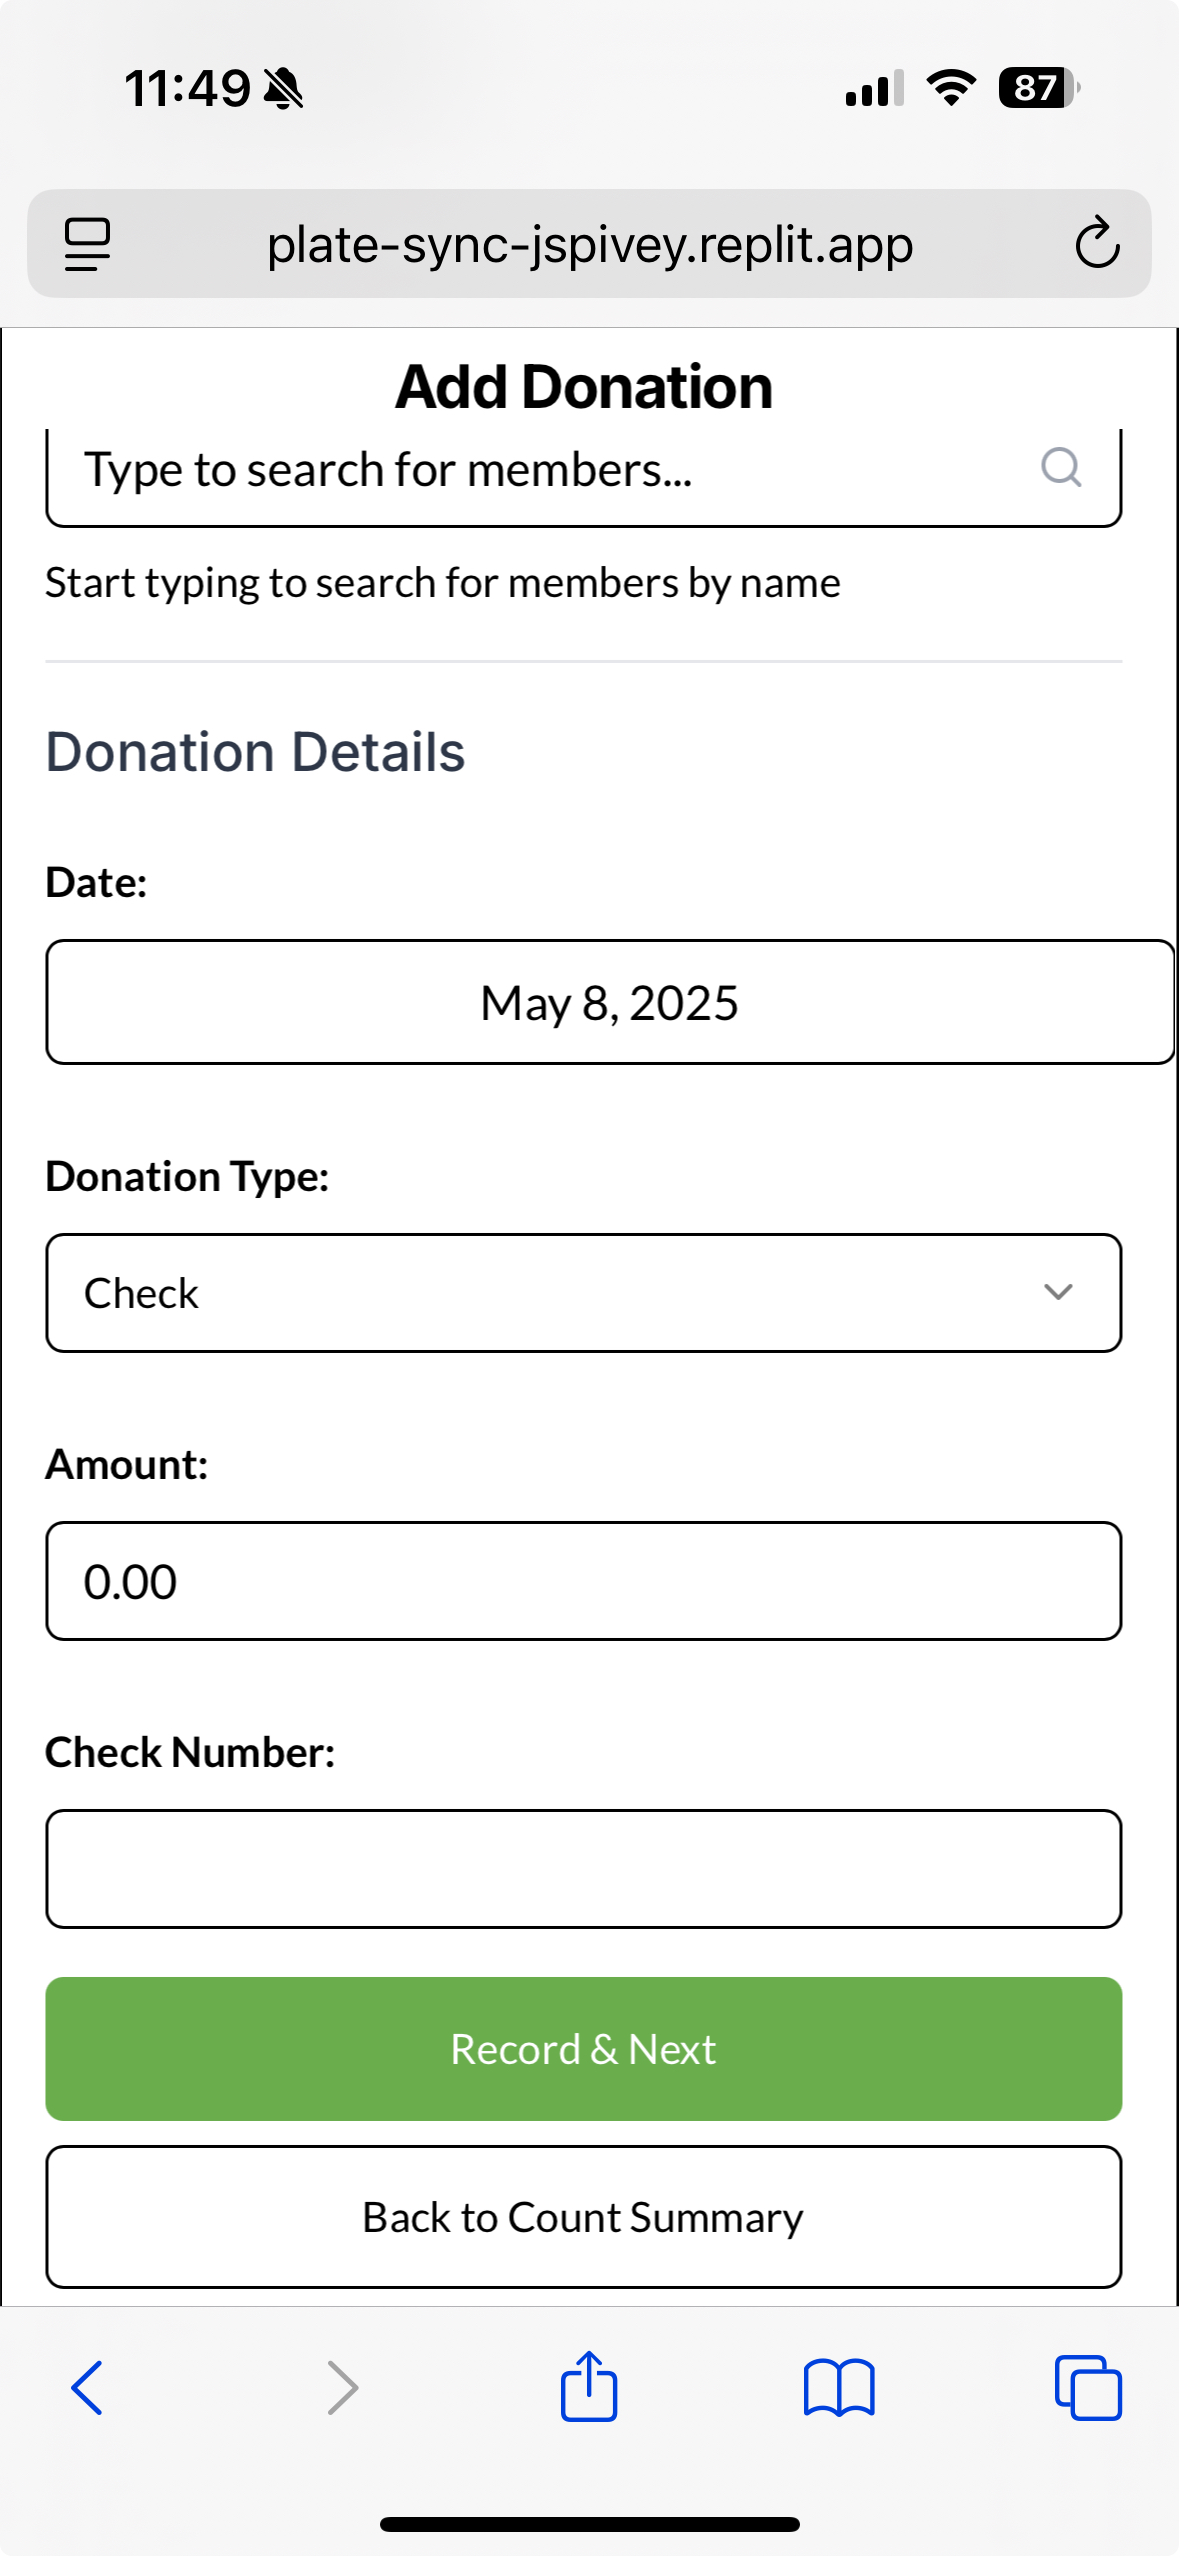 11:49
87
plate-sync-jspivey.replit.app
Add Donation
Type to search for members...
Start typing to search for members by name
Donation Details
Date:
May 8, 2025
Donation Type:
Check
Amount:
0.00
Check Number:
Record & Next
Back to Count Summary